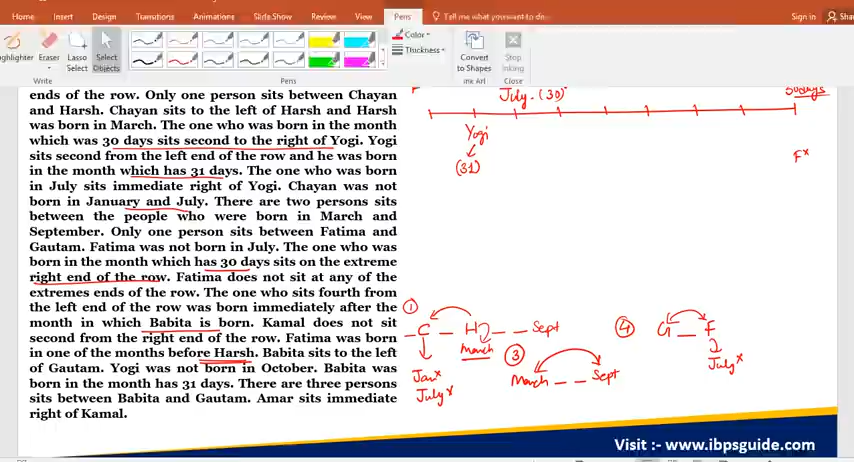 Home Insert Design Transitions Animations Slide Show Review View Pens Tell me what you want to do... Sign in Sha
ighlighter Eraser Lasso Select
Select Objects
Color
Thickness
Convert to Shapes
Stop Inking
Write
Pens
Ink Art
Close
ends of the row. Only one person sits between Chayan
and Harsh. Chayan sits to the left of Harsh and Harsh
was born in March. The one who was born in the month
which was 30 days sits second to the right of Yogi. Yogi
sits second from the left end of the row and he was born
in the month which has 31 days. The one who was born
in July sits immediate right of Yogi. Chayan was not
born in January and July. There are two persons sits
between the people who were born in March and
September. Only one person sits between Fatima and
Gautam. Fatima was not born in July. The one who was
born in the month which has 30 days sits on the extreme
right end of the row. Fatima does not sit at any of the
extremes ends of the row. The one who sits fourth from
the left end of the row was born immediately after the
month in which Babita is born. Kamal does not sit
second from the right end of the row. Fatima was born
in one of the months before Harsh. Babita sits to the left
of Gautam. Yogi was not born in October. Babita was
born in the month has 31 days. There are three persons
sits between Babita and Gautam. Amar sits immediate
right of Kamal.
July. (30) 30days
Yogi
(31)
F×
① C — H — — Sept
March
Jan×
July×
③ March — — Sept
④ G — F
July×
Visit :- www.ibpsguide.com